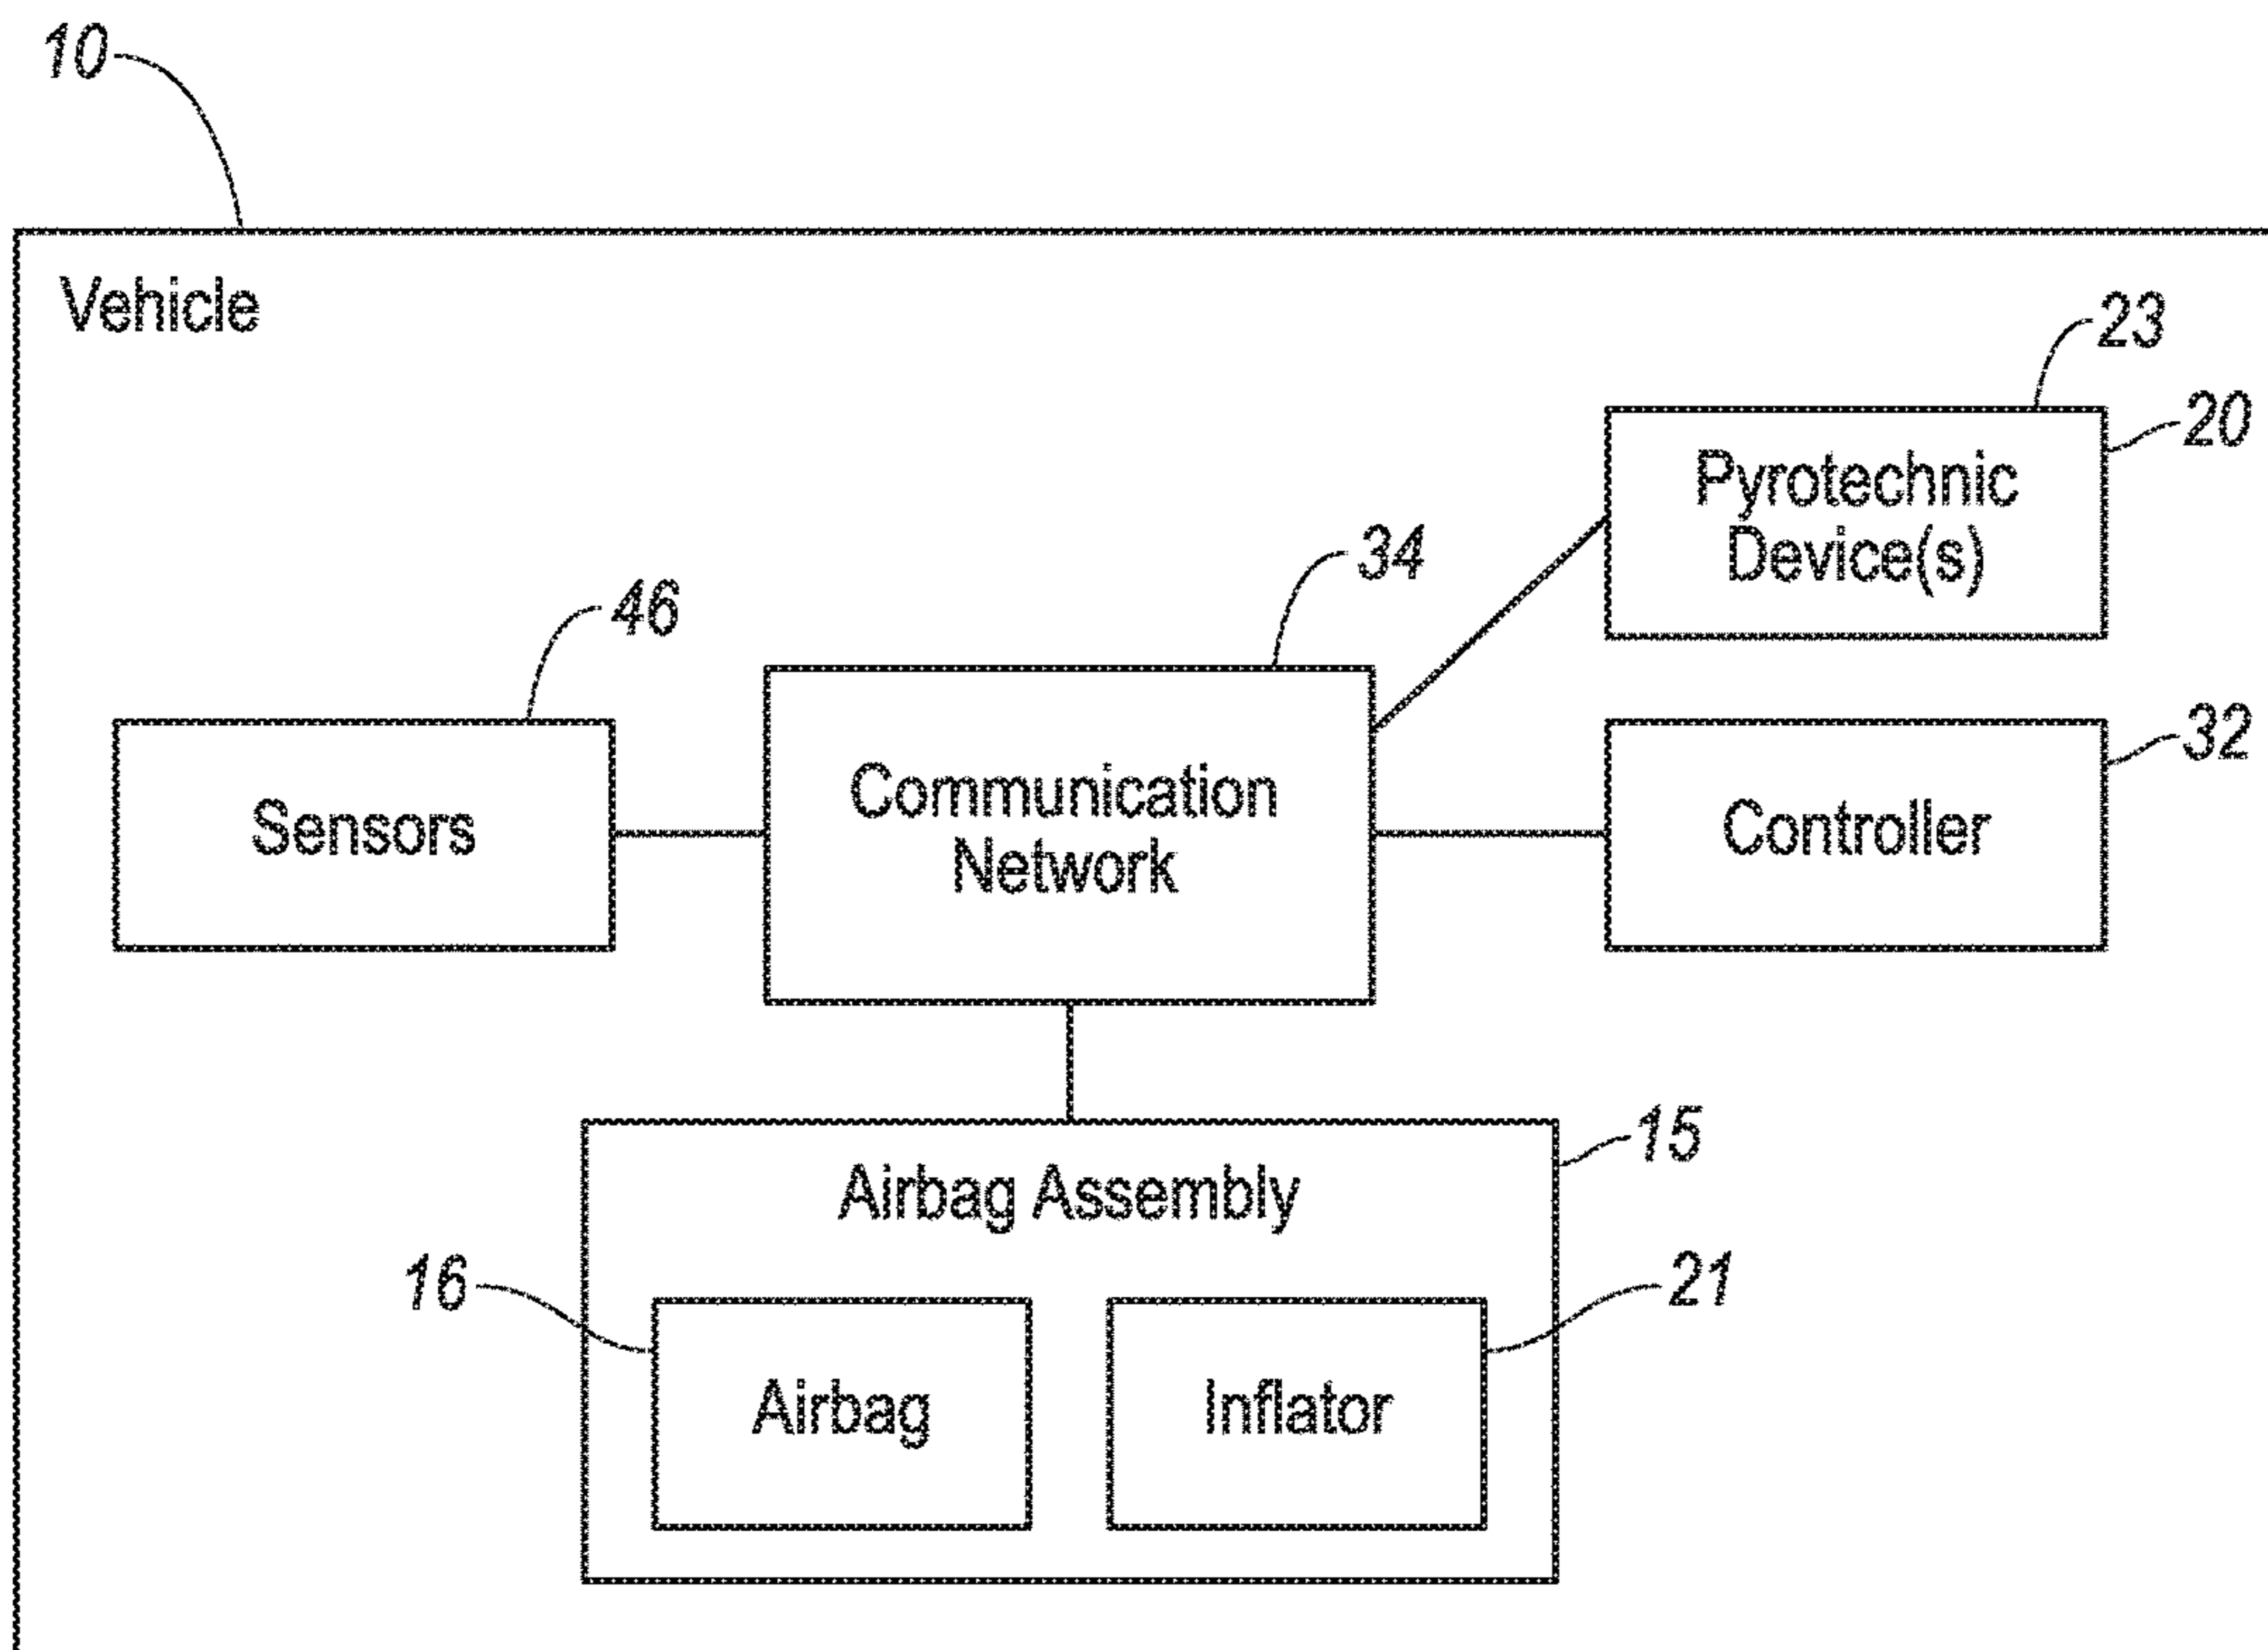 10
Vehicle
23
20
Pyrotechnic
Device(s)
34
46
32
Communication
Network
Sensors
Controller
15
Airbag Assembly
16
21
Airbag
Inflator